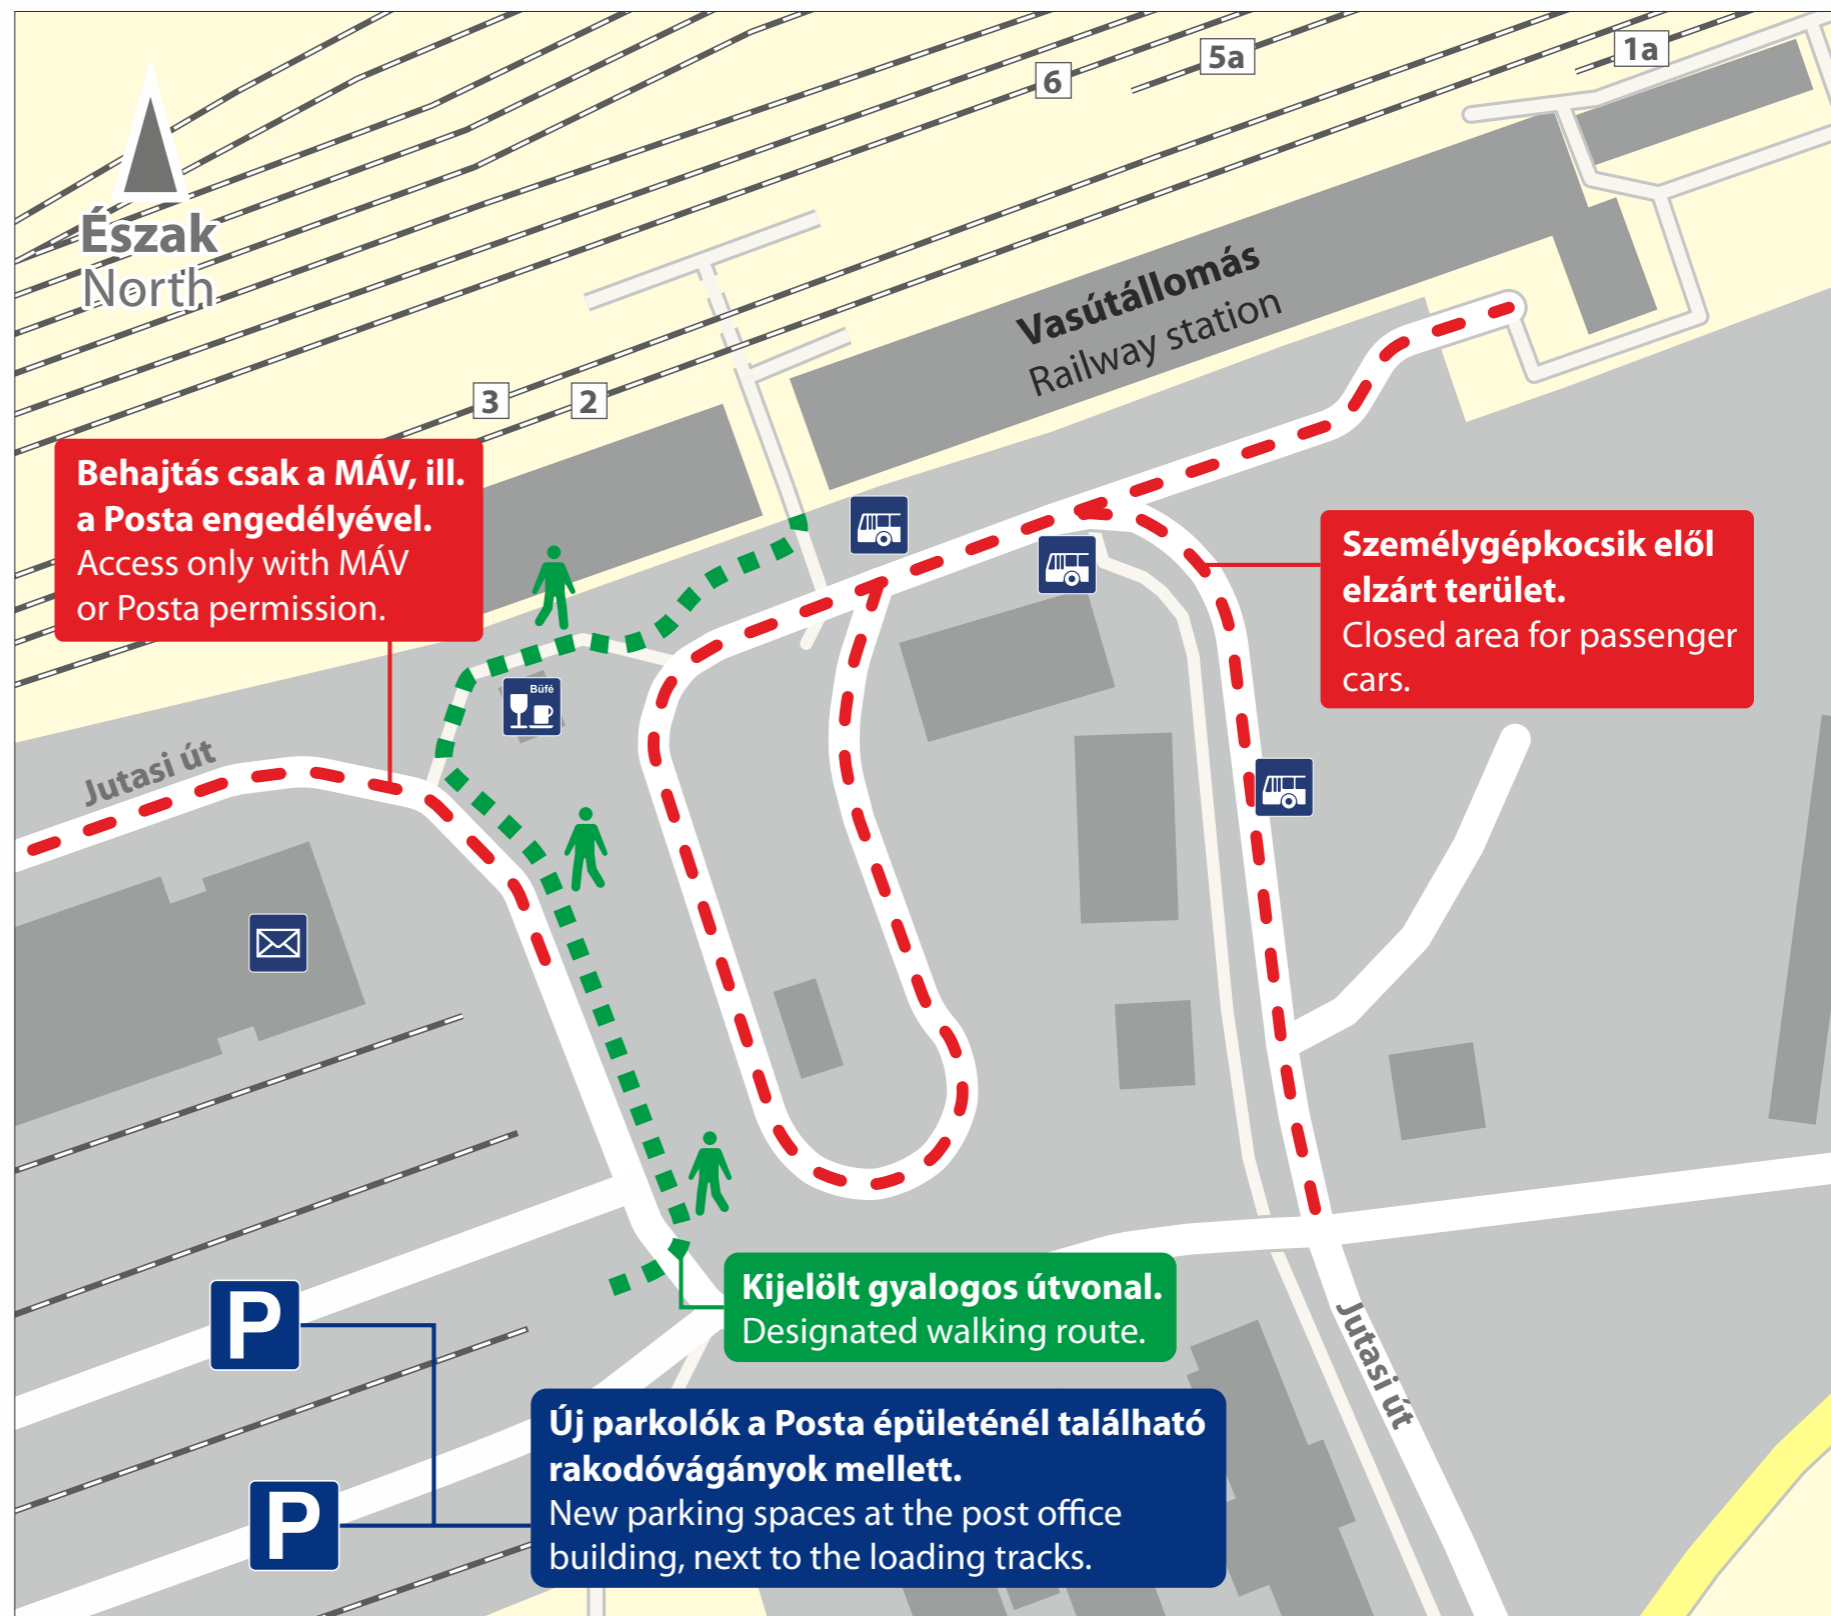 5a
1a
6
Észak
North
Vasútállomás
Railway station
3
2
Behajtás csak a MÁV, ill.
a Posta engedélyével.
Access only with MÁV
or Posta permission.
Személygépkocsik elől
elzárt terület.
Closed area for passenger
cars.
Büfé
Jutasi út
Kijelölt gyalogos útvonal.
Designated walking route.
P
Jutasi út
Új parkolók a Posta épületénél található
rakodóvágányok mellett.
New parking spaces at the post office
building, next to the loading tracks.
P